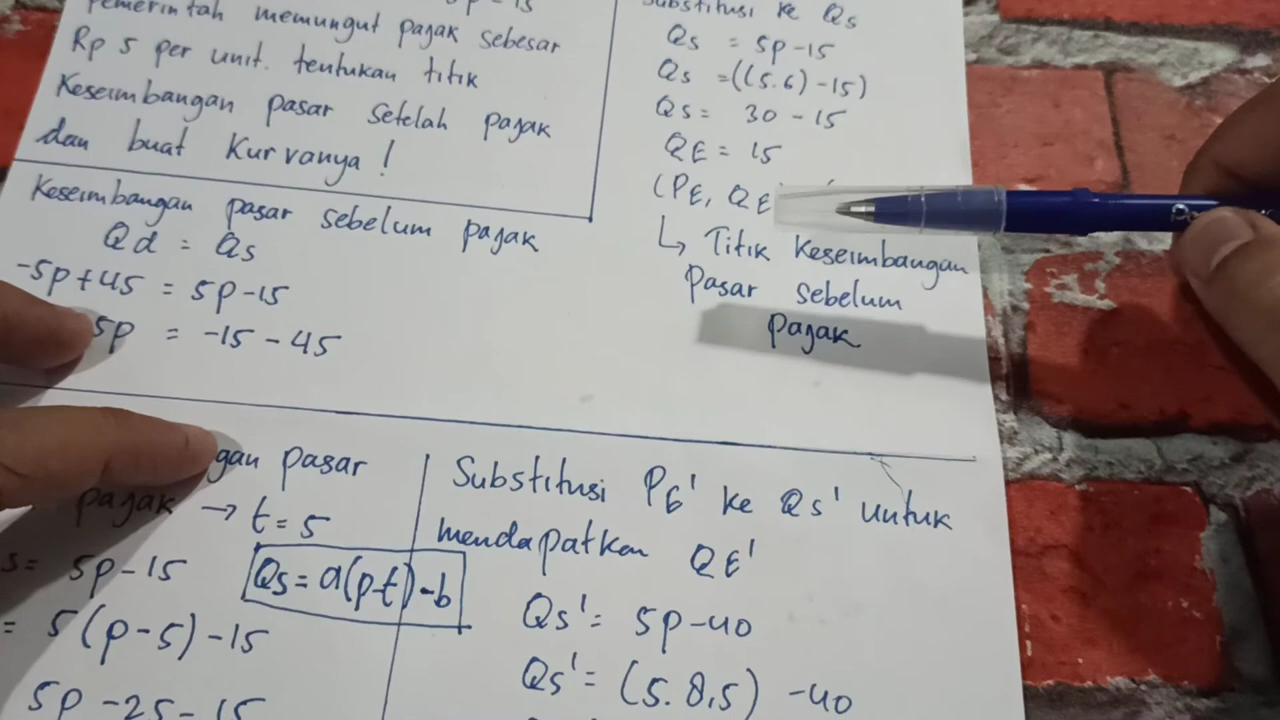 pemerintah memungut pajak sebesar
Rp 5 per unit. tentukan titik
Keseimbangan pasar setelah pajak
dan buat Kurvanya !
Keseimbangan pasar sebelum pajak
Qd = Qs
-5p+45 = 5p-15
5p = -15 - 45
Substitusi ke Qs
Qs = 5p-15
Qs =((5.6)-15)
Qs = 30 - 15
QE = 15
(PE, QE
↳ Titik Keseimbangan
Pasar sebelum
pajak
gan pasar
pajak → t = 5
s= 5p-15
Qs = a(p-t)-b
= 5(p-5)-15
5p-25-15
Substitusi PE' ke Qs' untuk
mendapatkan QE'
Qs' = 5p-40
Qs' = (5.8,5) -40